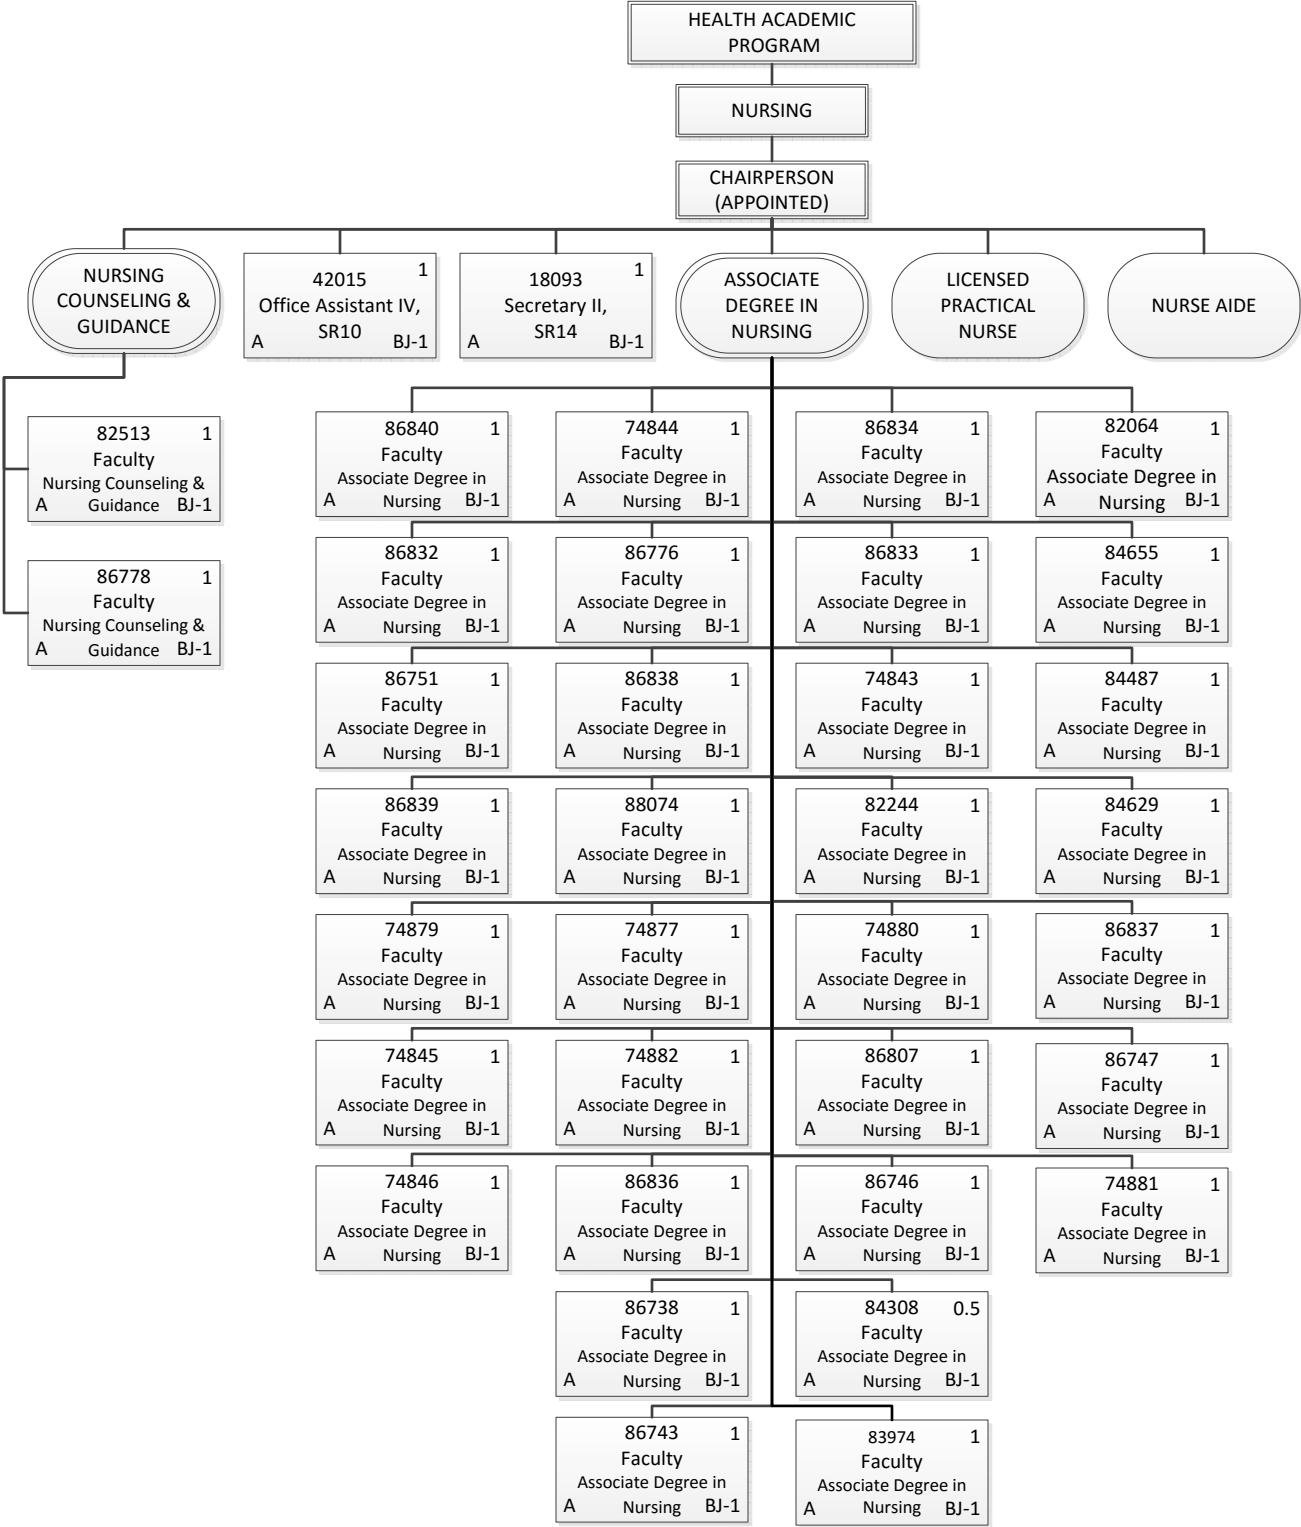 HEALTH ACADEMIC
PROGRAM
NURSING
CHAIRPERSON
(APPOINTED)
NURSING
COUNSELING &
GUIDANCE
42015 1
Office Assistant IV,
SR10
A BJ-1
18093 1
Secretary II,
SR14
A BJ-1
ASSOCIATE
DEGREE IN
NURSING
LICENSED
PRACTICAL
NURSE
NURSE AIDE
82513 1
Faculty
Nursing Counseling &
A Guidance BJ-1
86778 1
Faculty
Nursing Counseling &
A Guidance BJ-1
86840 1
Faculty
Associate Degree in
A Nursing BJ-1
74844 1
Faculty
Associate Degree in
A Nursing BJ-1
86834 1
Faculty
Associate Degree in
A Nursing BJ-1
82064 1
Faculty
Associate Degree in
A Nursing BJ-1
86832 1
Faculty
Associate Degree in
A Nursing BJ-1
86776 1
Faculty
Associate Degree in
A Nursing BJ-1
86833 1
Faculty
Associate Degree in
A Nursing BJ-1
84655 1
Faculty
Associate Degree in
A Nursing BJ-1
86751 1
Faculty
Associate Degree in
A Nursing BJ-1
86838 1
Faculty
Associate Degree in
A Nursing BJ-1
74843 1
Faculty
Associate Degree in
A Nursing BJ-1
84487 1
Faculty
Associate Degree in
A Nursing BJ-1
86839 1
Faculty
Associate Degree in
A Nursing BJ-1
88074 1
Faculty
Associate Degree in
A Nursing BJ-1
82244 1
Faculty
Associate Degree in
A Nursing BJ-1
84629 1
Faculty
Associate Degree in
A Nursing BJ-1
74879 1
Faculty
Associate Degree in
A Nursing BJ-1
74877 1
Faculty
Associate Degree in
A Nursing BJ-1
74880 1
Faculty
Associate Degree in
A Nursing BJ-1
86837 1
Faculty
Associate Degree in
A Nursing BJ-1
74845 1
Faculty
Associate Degree in
A Nursing BJ-1
74882 1
Faculty
Associate Degree in
A Nursing BJ-1
86807 1
Faculty
Associate Degree in
A Nursing BJ-1
86747 1
Faculty
Associate Degree in
A Nursing BJ-1
74846 1
Faculty
Associate Degree in
A Nursing BJ-1
86836 1
Faculty
Associate Degree in
A Nursing BJ-1
86746 1
Faculty
Associate Degree in
A Nursing BJ-1
74881 1
Faculty
Associate Degree in
A Nursing BJ-1
86738 1
Faculty
Associate Degree in
A Nursing BJ-1
84308 0.5
Faculty
Associate Degree in
A Nursing BJ-1
86743 1
Faculty
Associate Degree in
A Nursing BJ-1
83974 1
Faculty
Associate Degree in
A Nursing BJ-1